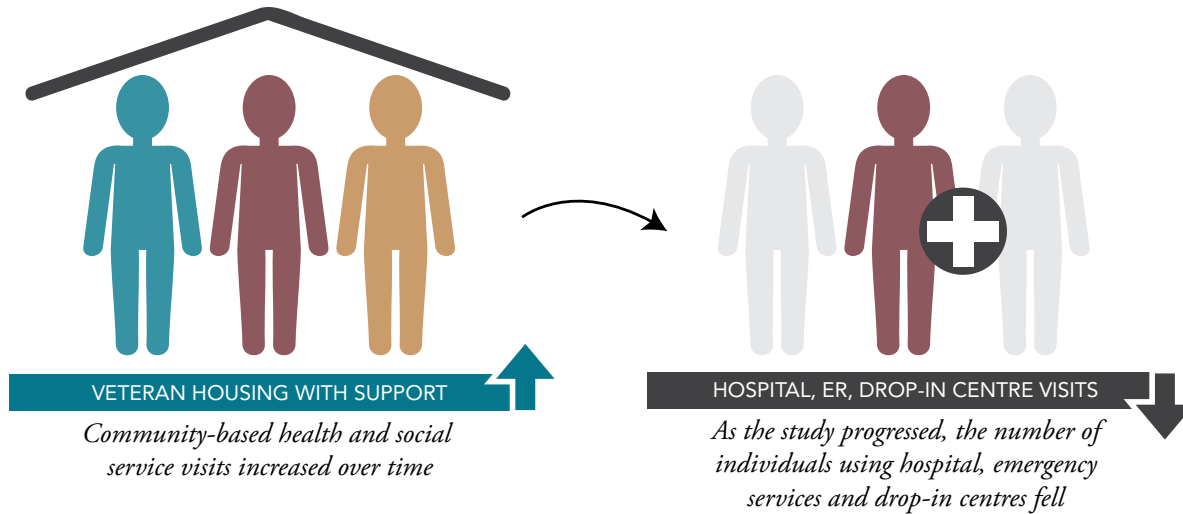 VETERAN HOUSING WITH SUPPORT
Community-based health and social
service visits increased over time
HOSPITAL, ER, DROP-IN CENTRE VISITS
As the study progressed, the number of
individuals using hospital, emergency
services and drop-in centres fell